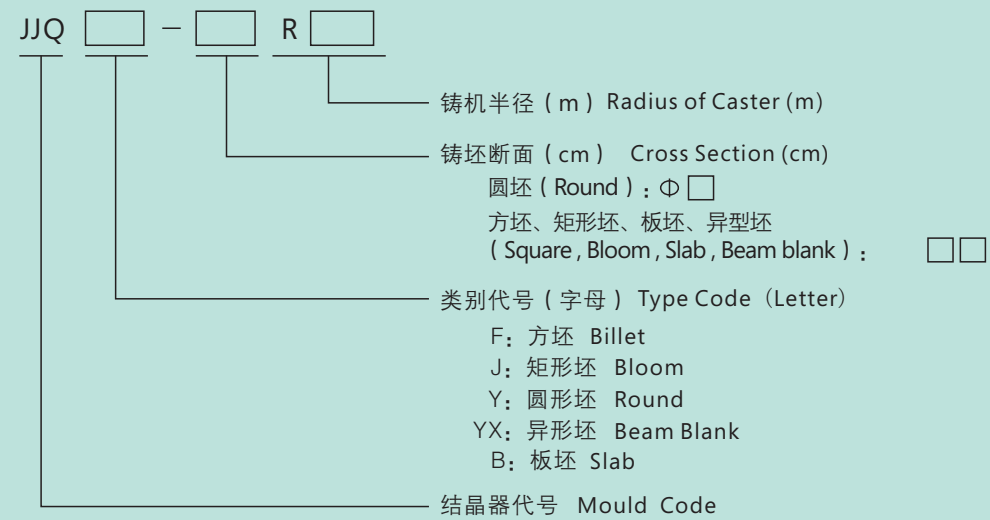 JJQ □ － □ R □
铸机半径（m）Radius of Caster (m)
铸坯断面（cm） Cross Section (cm)
圆坯（Round）：Φ □
方坯、矩形坯、板坯、异型坯
（Square , Bloom , Slab , Beam blank）： □□
类别代号（字母） Type Code（Letter）
F：方坯 Billet
J：矩形坯 Bloom
Y：圆形坯 Round
YX：异形坯 Beam Blank
B：板坯 Slab
结晶器代号 Mould Code